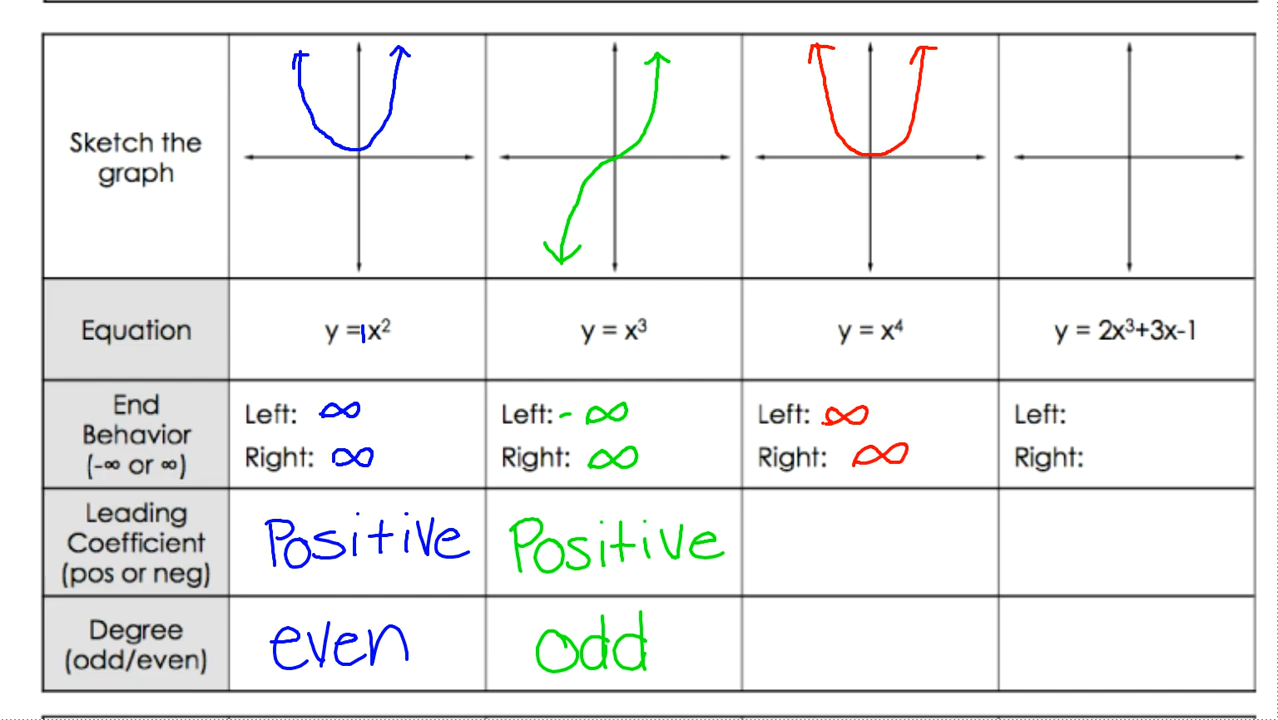 Sketch the
graph
Equation
y =1x²
y = x³
y = x⁴
y = 2x³+3x-1
End
Behavior
(-∞ or ∞)
Left: ∞
Right: ∞
Left: - ∞
Right: ∞
Left: ∞
Right: ∞
Left:
Right:
Leading
Coefficient
(pos or neg)
Positive
Positive
Degree
(odd/even)
even
odd